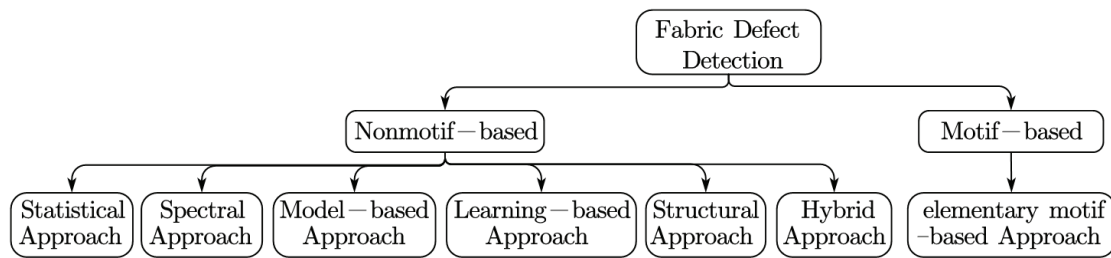 Fabric Defect
Detection
Nonmotif−based
Motif−based
Statistical
Approach
Spectral
Approach
Model−based
Approach
Learning−based
Approach
Structural
Approach
Hybrid
Approach
elementary motif
–based Approach